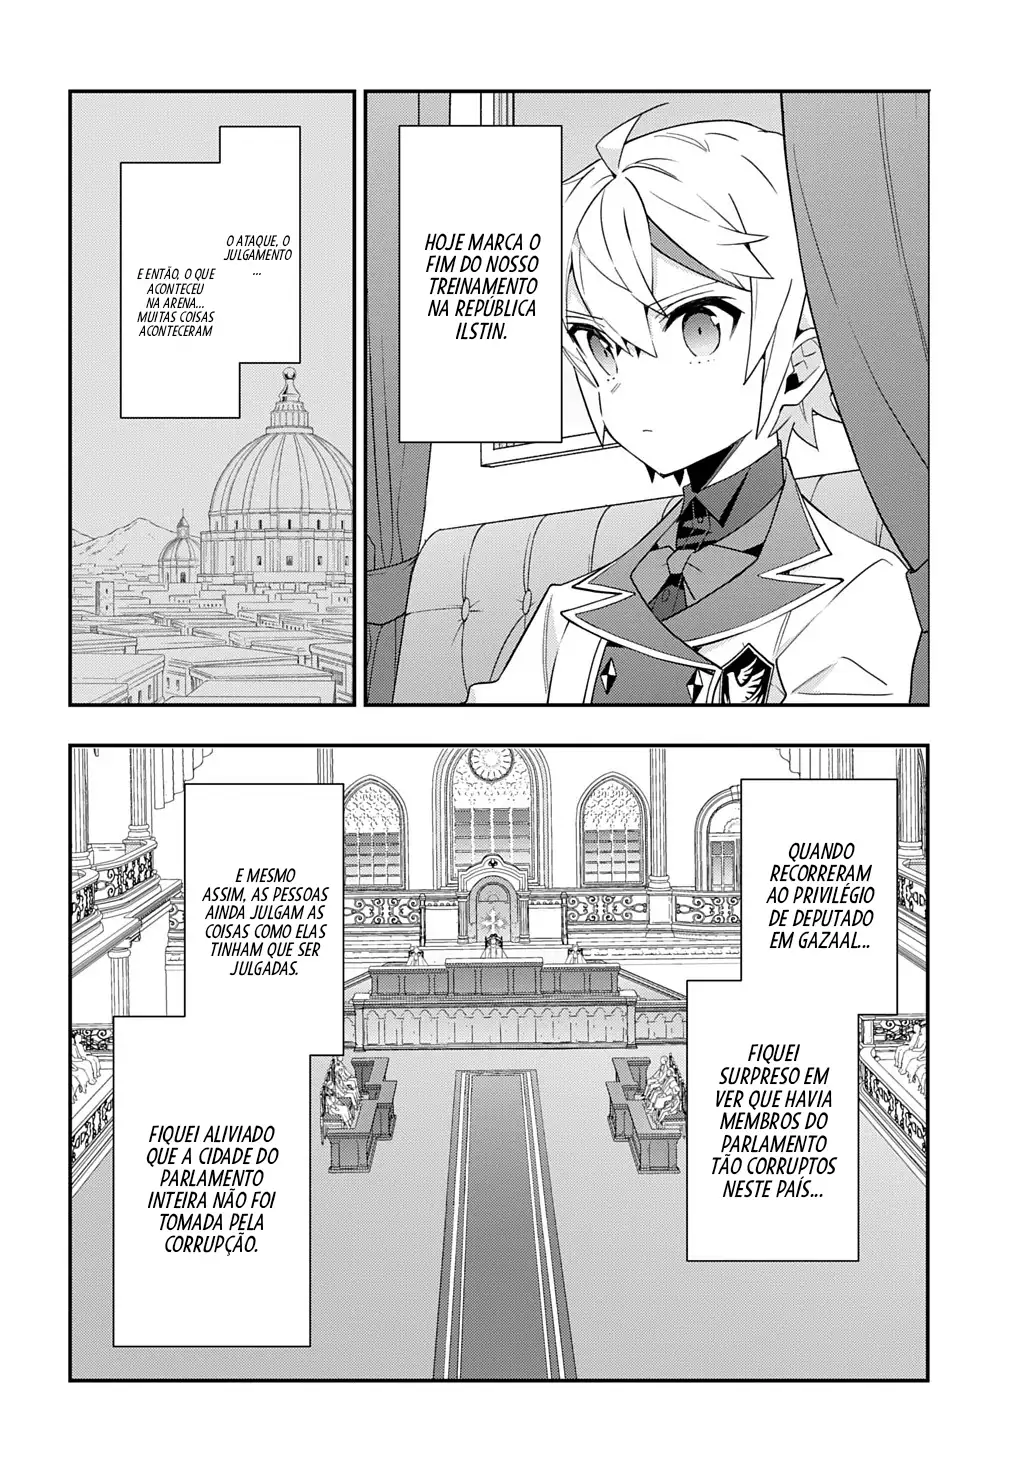 HOJE MARCA O
FIM DO NOSSO
TREINAMENTO
NA REPÚBLICA
ILSTIN.
O ATAQUE, O
JULGAMENTO
...
E ENTÃO, O QUE
ACONTECEU
NA ARENA...
MUITAS COISAS
ACONTECERAM
QUANDO
RECORRERAM
AO PRIVILÉGIO
DE DEPUTADO
EM GAZAAL...
FIQUEI
SURPRESO EM
VER QUE HAVIA
MEMBROS DO
PARLAMENTO
TÃO CORRUPTOS
NESTE PAÍS...
E MESMO
ASSIM, AS PESSOAS
AINDA JULGAM AS
COISAS COMO ELAS
TINHAM QUE SER
JULGADAS.
FIQUEI ALIVIADO
QUE A CIDADE DO
PARLAMENTO
INTEIRA NÃO FOI
TOMADA PELA
CORRUPÇÃO.